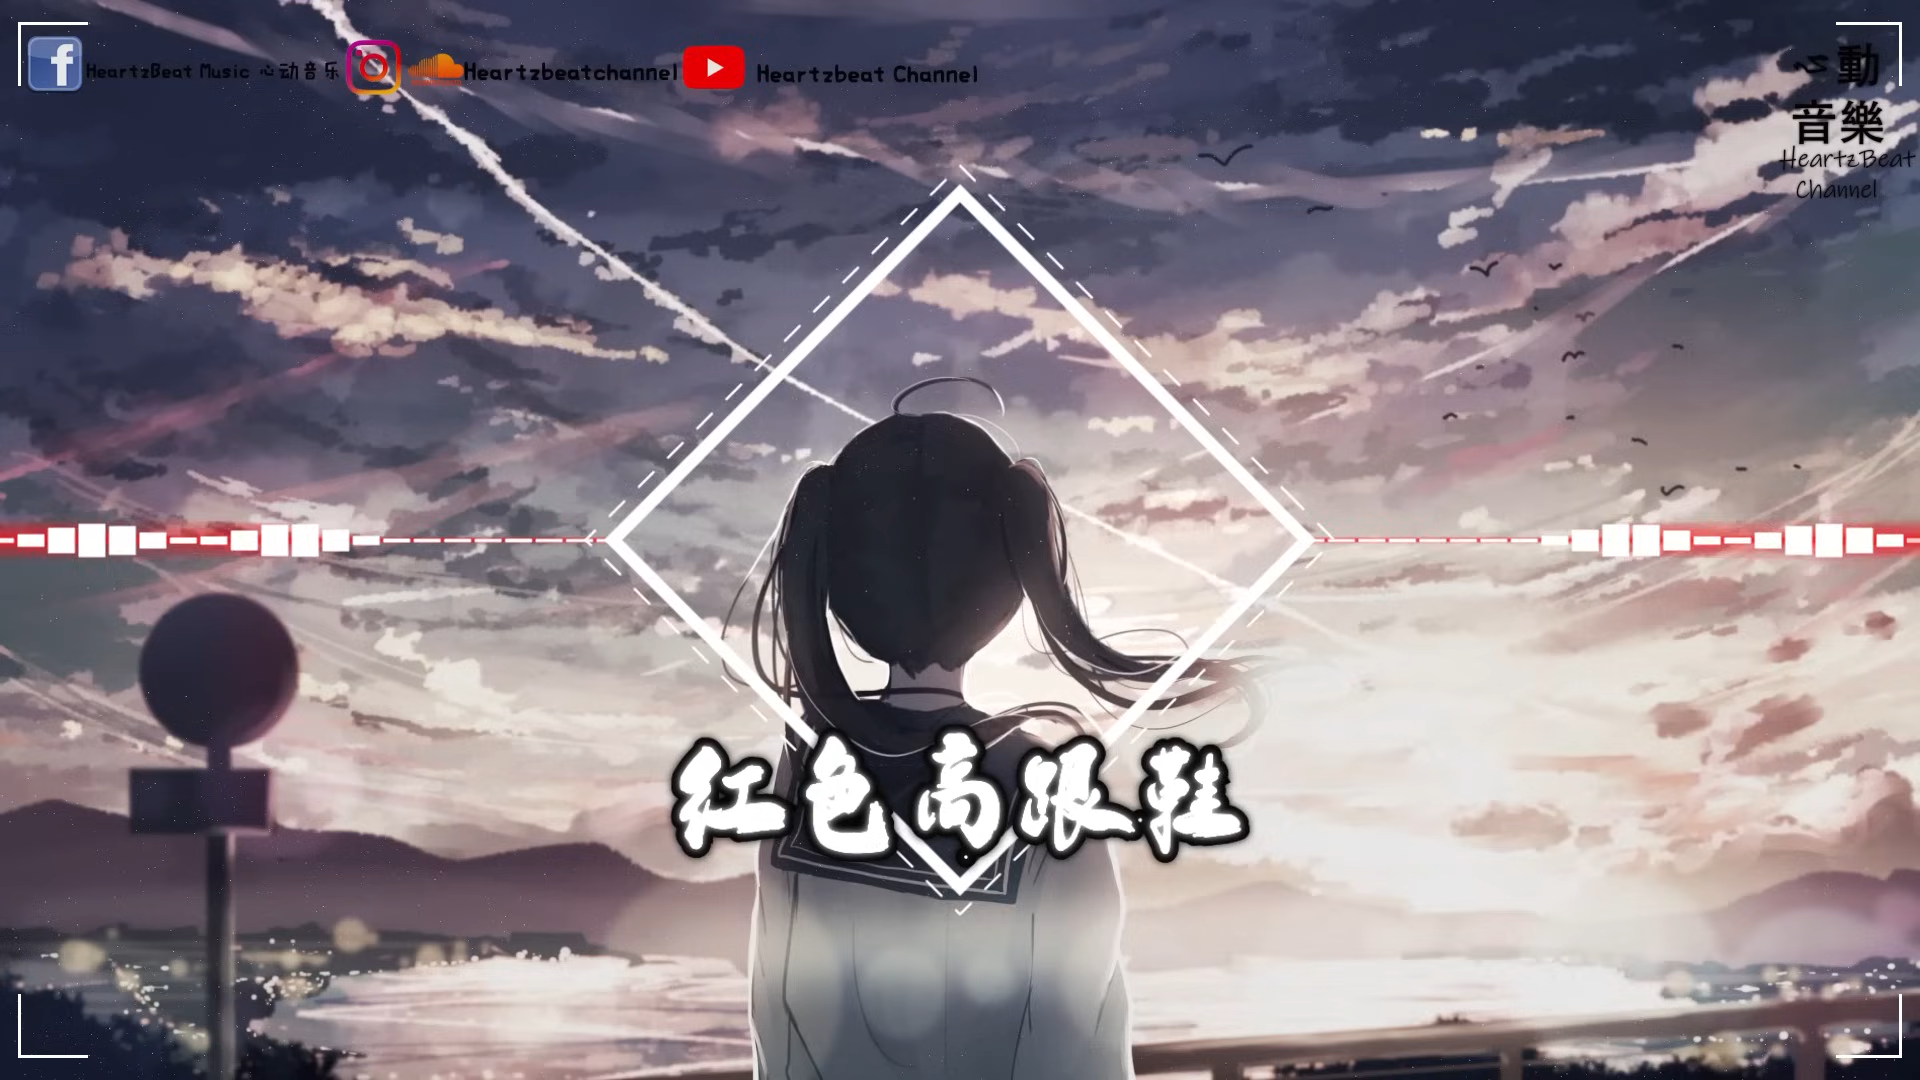 HeartzBeat Music 心动音乐
Heartzbeatchannel
Heartzbeat Channel
心動
音樂
HeartzBeat
Channel
红色高跟鞋